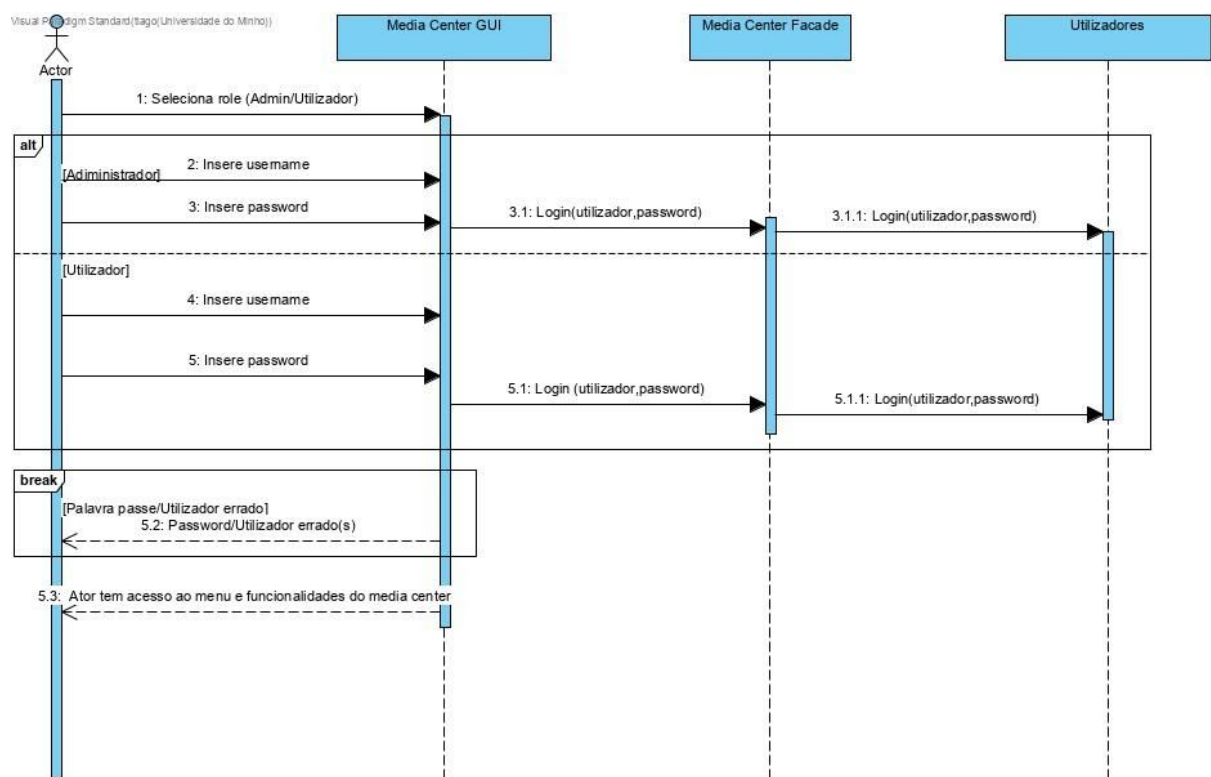 Visual Paradigm Standard(tiago(Universidade do Minho))
Media Center GUI
Media Center Facade
Utilizadores
Actor
1: Seleciona role (Admin/Utilizador)
alt
2: Insere username
[Adiministrador]
3: Insere password
3.1: Login(utilizador,password)
3.1.1: Login(utilizador,password)
[Utilizador]
4: Insere username
5: Insere password
5.1: Login (utilizador,password)
5.1.1: Login(utilizador,password)
break
[Palavra passe/Utilizador errado]
5.2: Password/Utilizador errado(s)
5.3: Ator tem acesso ao menu e funcionalidades do media center